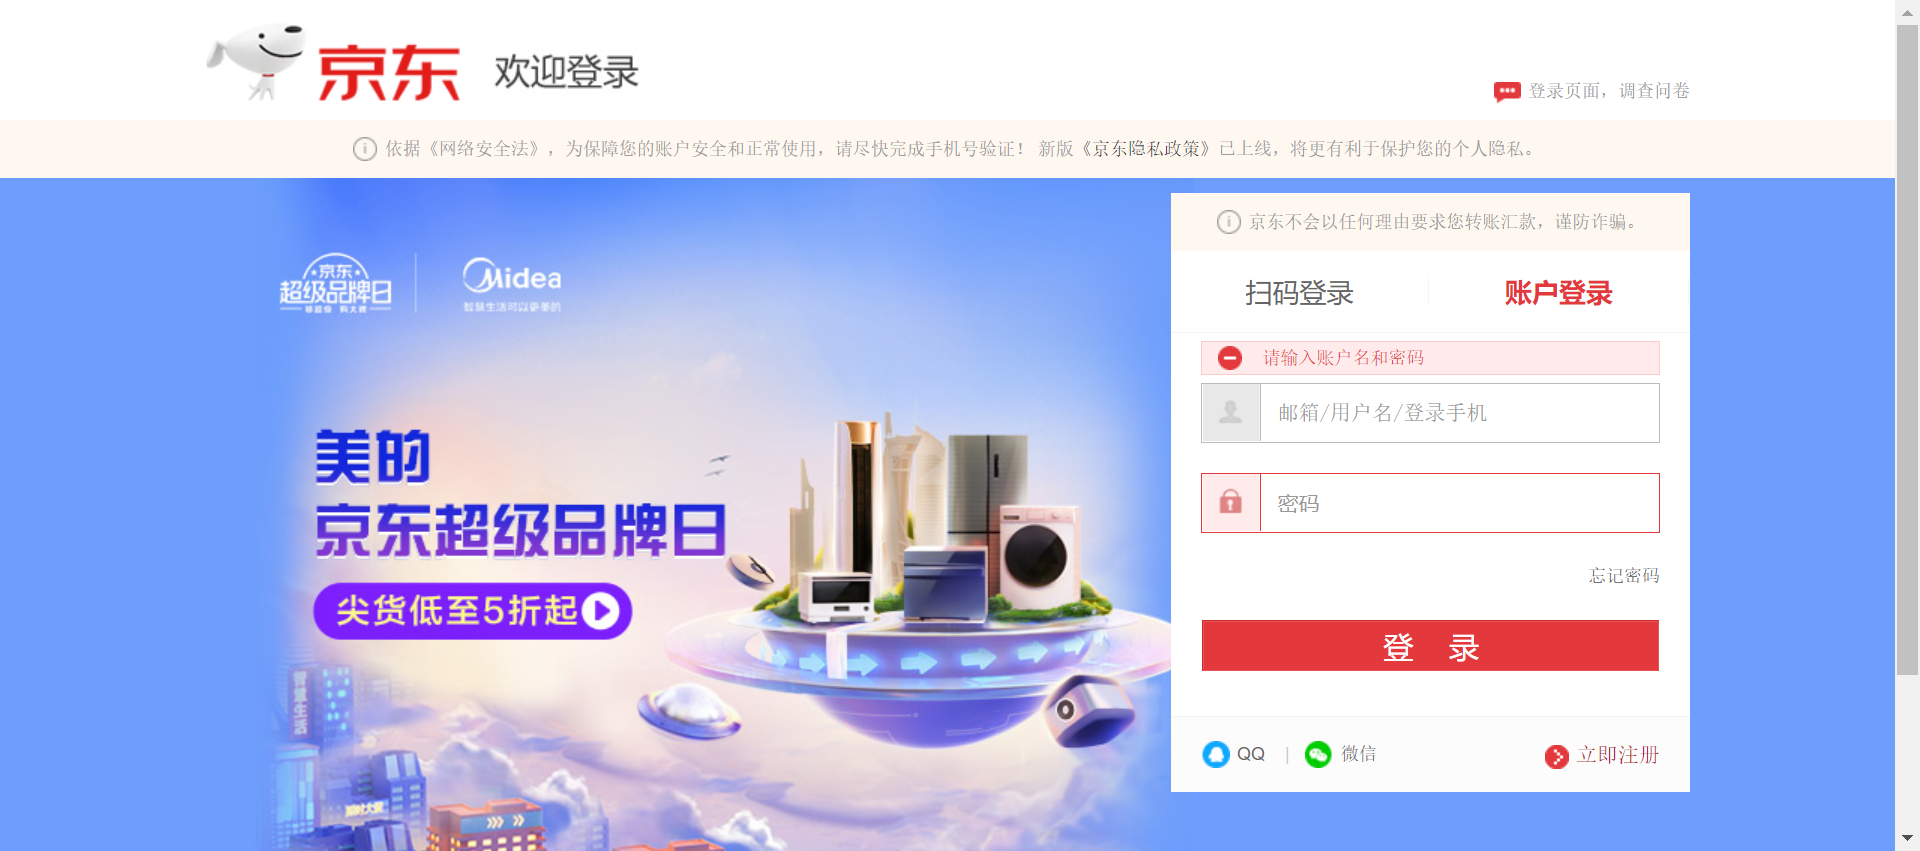 京东 欢迎登录
登录页面，调查问卷
依据《网络安全法》，为保障您的账户安全和正常使用，请尽快完成手机号验证！ 新版《京东隐私政策》已上线，将更有利于保护您的个人隐私。
京东不会以任何理由要求您转账汇款，谨防诈骗。
扫码登录 账户登录
请输入账户名和密码
邮箱/用户名/登录手机
密码
忘记密码
登 录
QQ | 微信 立即注册
京东
超级品牌日
Midea
智慧生活可以更美的
美的
京东超级品牌日
尖货低至5折起
智慧生活